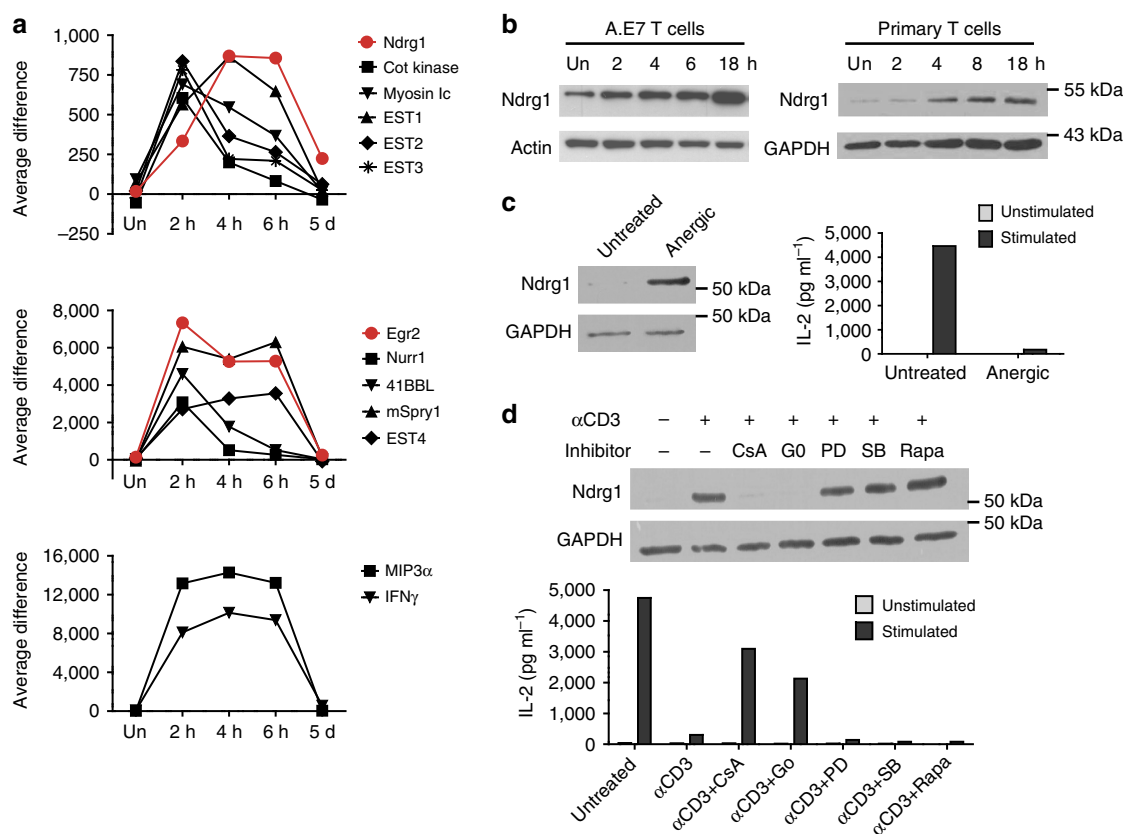 a
1,000
750
500
250
0
–250
Average difference
Un 2 h 4 h 6 h 5 d
Ndrg1
Cot kinase
Myosin Ic
EST1
EST2
EST3
8,000
6,000
4,000
2,000
0
Average difference
Un 2 h 4 h 6 h 5 d
Egr2
Nurr1
41BBL
mSpry1
EST4
16,000
12,000
8,000
4,000
0
Average difference
Un 2 h 4 h 6 h 5 d
MIP3α
IFNγ
b
A.E7 T cells
Un 2 4 6 18 h
Ndrg1
Actin
Primary T cells
Un 2 4 8 18 h
Ndrg1
GAPDH
55 kDa
43 kDa
c
Untreated
Anergic
Ndrg1
50 kDa
GAPDH
50 kDa
Unstimulated
Stimulated
5,000
4,000
3,000
2,000
1,000
0
IL-2 (pg ml⁻¹)
Untreated Anergic
d
αCD3 – + + + + + +
Inhibitor – – CsA G0 PD SB Rapa
Ndrg1
50 kDa
GAPDH
50 kDa
Unstimulated
Stimulated
5,000
4,000
3,000
2,000
1,000
0
IL-2 (pg ml⁻¹)
Untreated
αCD3
αCD3+CsA
αCD3+Go
αCD3+PD
αCD3+SB
αCD3+Rapa